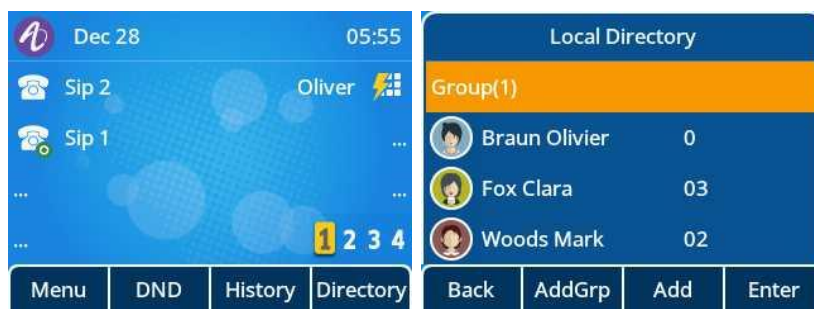 Dec 28 05:55
Sip 2 Oliver
Sip 1 ...
... ...
... 1 2 3 4
Menu DND History Directory
Local Directory
Group(1)
Braun Olivier 0
Fox Clara 03
Woods Mark 02
Back AddGrp Add Enter